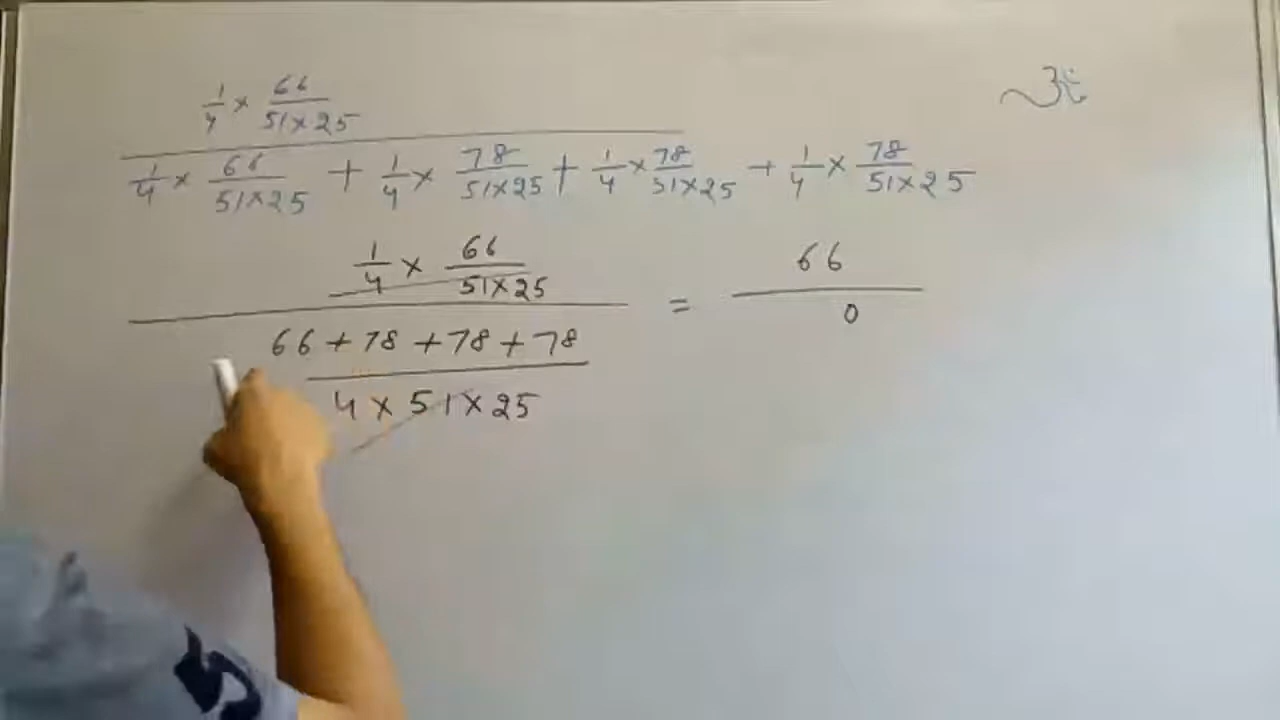 1/4 × 66/(51×25)
1/4 × 66/(51×25) + 1/4 × 78/(51×25) + 1/4 × 78/(51×25) + 1/4 × 78/(51×25)
1/4 × 66/(51×25)
66 + 78 + 78 + 78
4 × 51 × 25
= 66
0
5